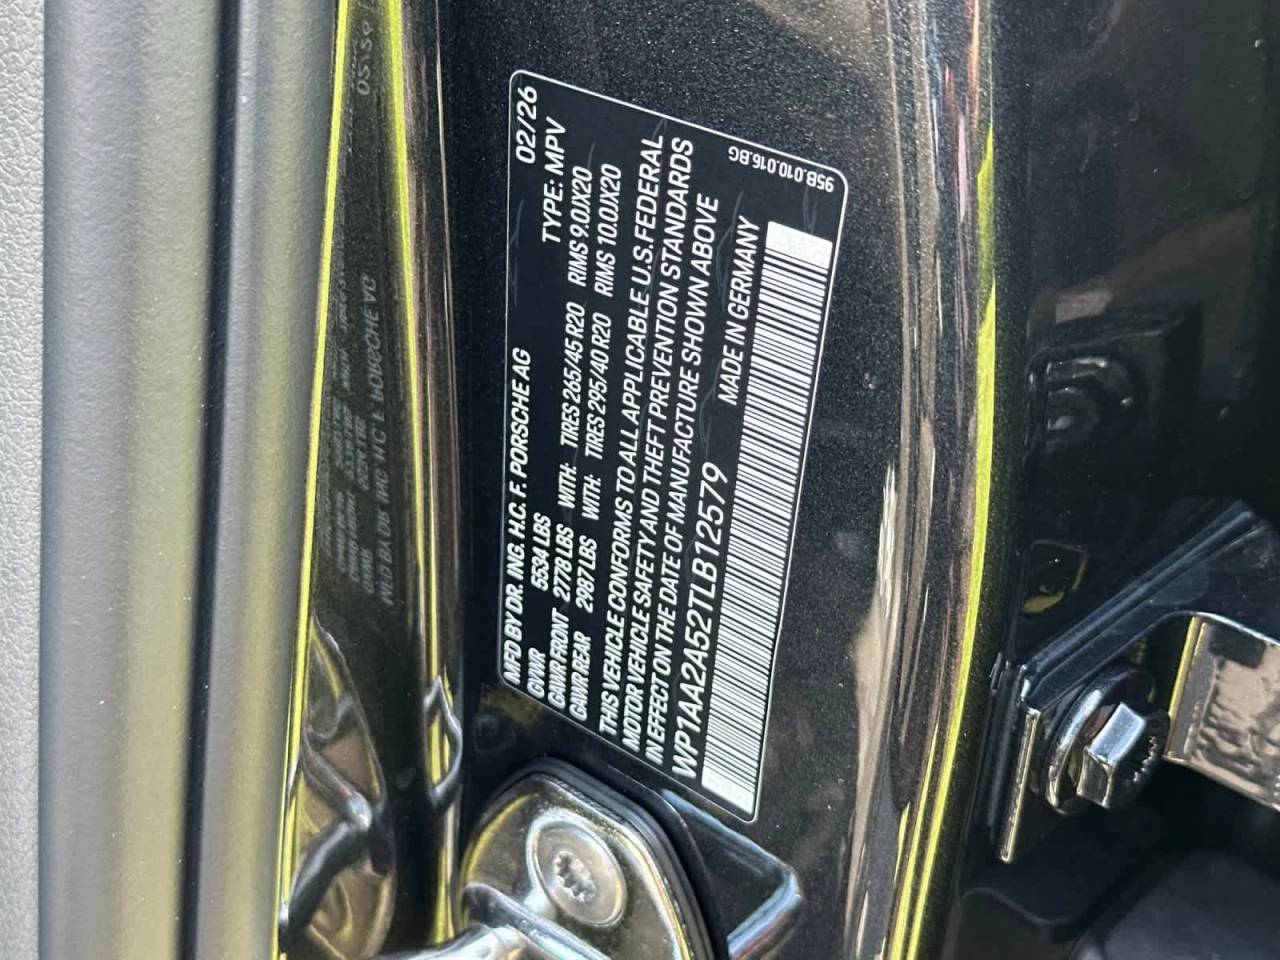 MFD BY DR. ING. H.C. F. PORSCHE AG 02/26
GVWR 5534 LBS TYPE: MPV
GAWR FRONT 2778 LBS WITH: TIRES 265/45 R20 RIMS 9.0JX20
GAWR REAR 2987 LBS WITH: TIRES 295/40 R20 RIMS 10.0JX20
THIS VEHICLE CONFORMS TO ALL APPLICABLE U.S. FEDERAL
MOTOR VEHICLE SAFETY AND THEFT PREVENTION STANDARDS
IN EFFECT ON THE DATE OF MANUFACTURE SHOWN ABOVE
WP1AA2A52TLB12579 MADE IN GERMANY
95B.010.016.BG